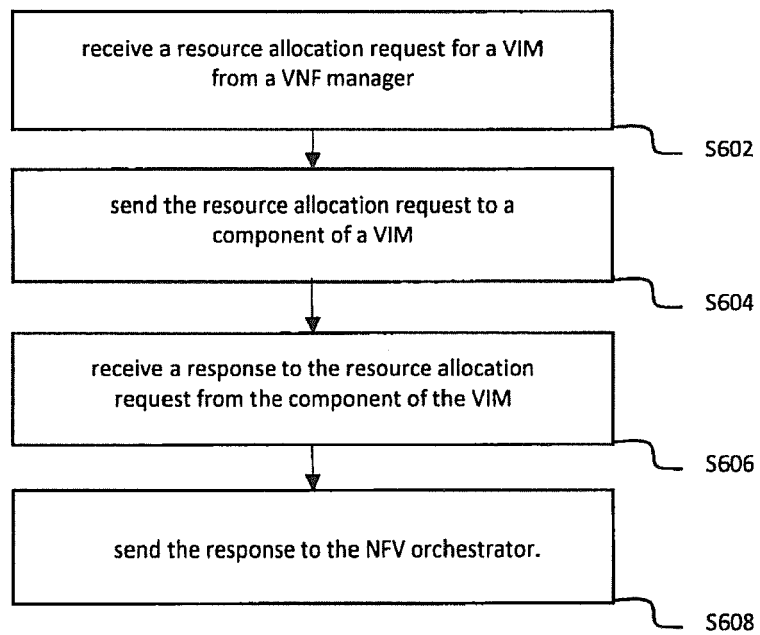 receive a resource allocation request for a VIM
from a VNF manager
S602
send the resource allocation request to a
component of a VIM
S604
receive a response to the resource allocation
request from the component of the VIM
S606
send the response to the NFV orchestrator.
S608